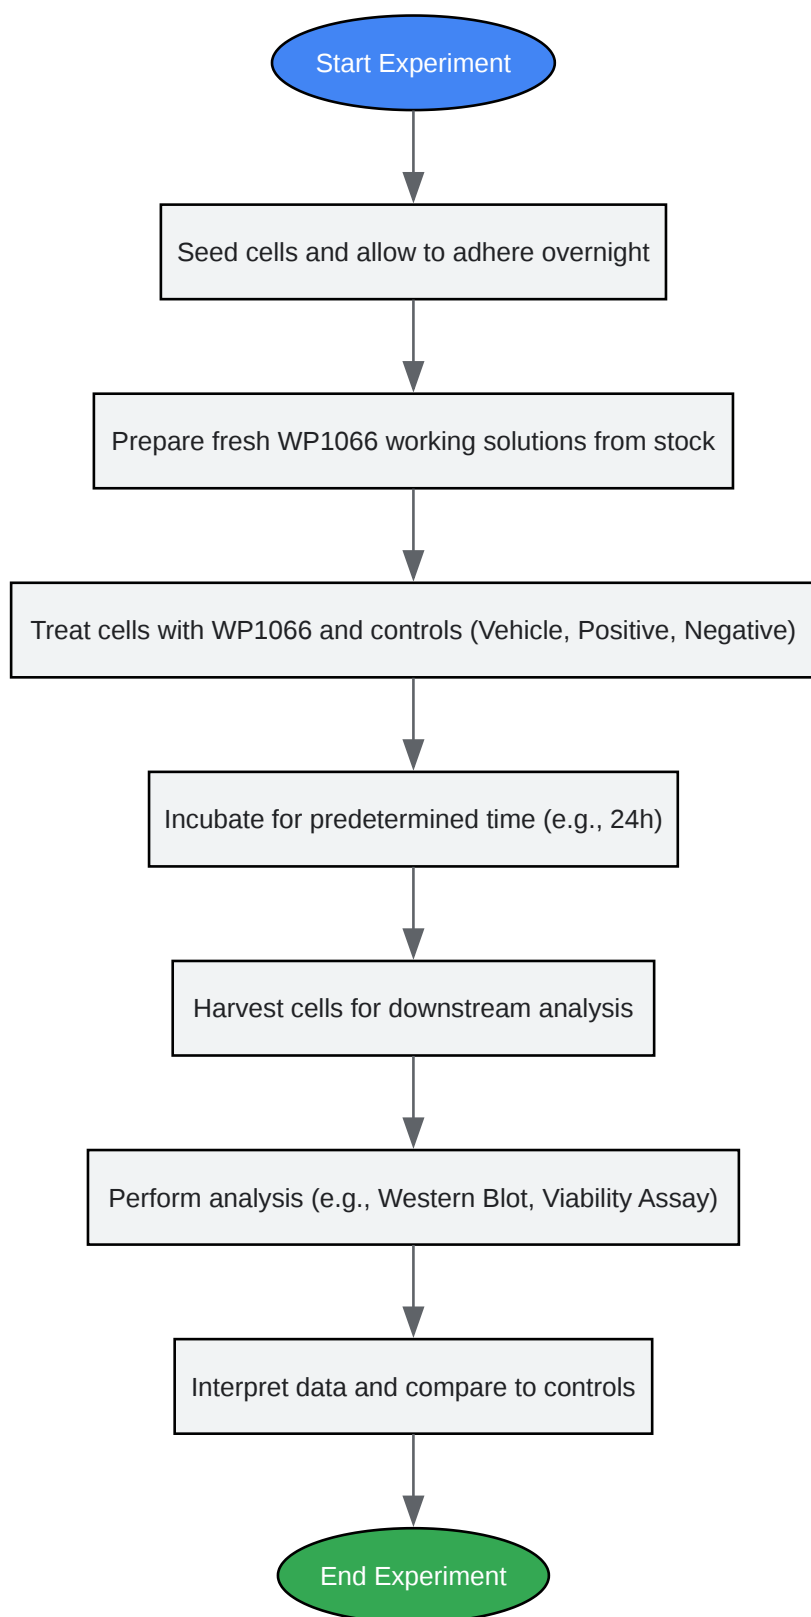 Start Experiment
Seed cells and allow to adhere overnight
Prepare fresh WP1066 working solutions from stock
Treat cells with WP1066 and controls (Vehicle, Positive, Negative)
Incubate for predetermined time (e.g., 24h)
Harvest cells for downstream analysis
Perform analysis (e.g., Western Blot, Viability Assay)
Interpret data and compare to controls
End Experiment